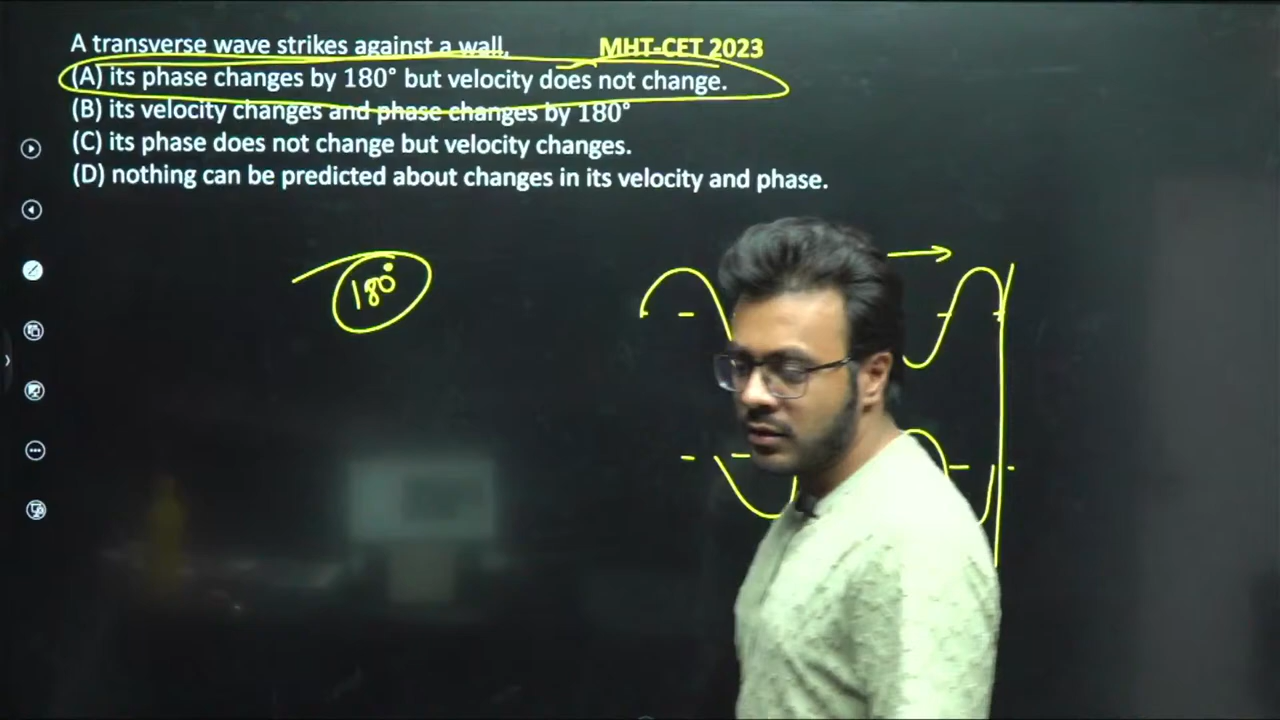 A transverse wave strikes against a wall,
MHT-CET 2023
(A) its phase changes by 180° but velocity does not change.
(B) its velocity changes and phase changes by 180°
(C) its phase does not change but velocity changes.
(D) nothing can be predicted about changes in its velocity and phase.
180°